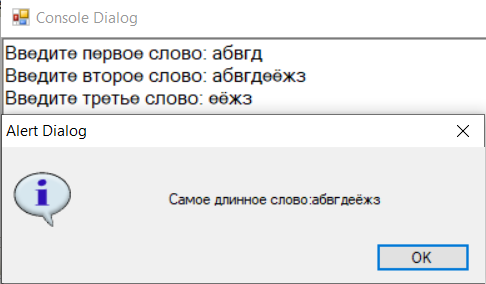 Console Dialog
Введите первое слово: абвгд
Введите второе слово: абвгдеёжз
Введите третье слово: еёжз
Alert Dialog
Самое длинное слово:абвгдеёжз
OK